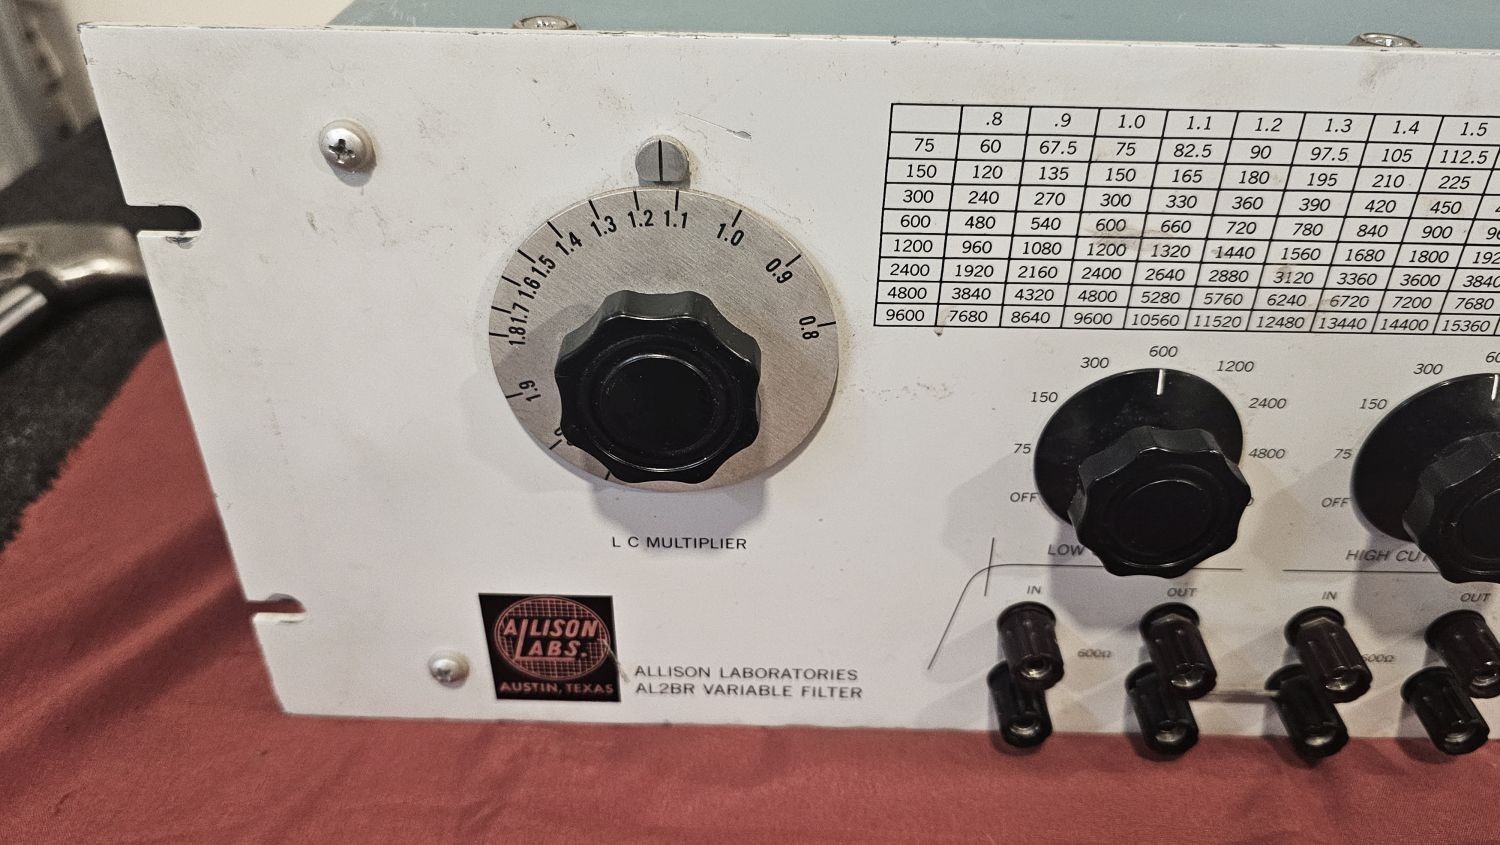 .8 .9 1.0 1.1 1.2 1.3 1.4 1.5
75 60 67.5 75 82.5 90 97.5 105 112.5
150 120 135 150 165 180 195 210 225
300 240 270 300 330 360 390 420 450
600 480 540 600 660 720 780 840 900
1200 960 1080 1200 1320 1440 1560 1680 1800
2400 1920 2160 2400 2640 2880 3120 3360 3600 3840
4800 3840 4320 4800 5280 5760 6240 6720 7200 7680
9600 7680 8640 9600 10560 11520 12480 13440 14400 15360
1.9 1.8 1.7 1.6 1.5 1.4 1.3 1.2 1.1 1.0 0.9 0.8
L C MULTIPLIER
OFF 75 150 300 600 1200 2400 4800
LOW
OFF 75 150 300
HIGH CUT
IN OUT
600Ω
IN OUT
600Ω
ALLISON
LABS.
AUSTIN, TEXAS
ALLISON LABORATORIES
AL2BR VARIABLE FILTER